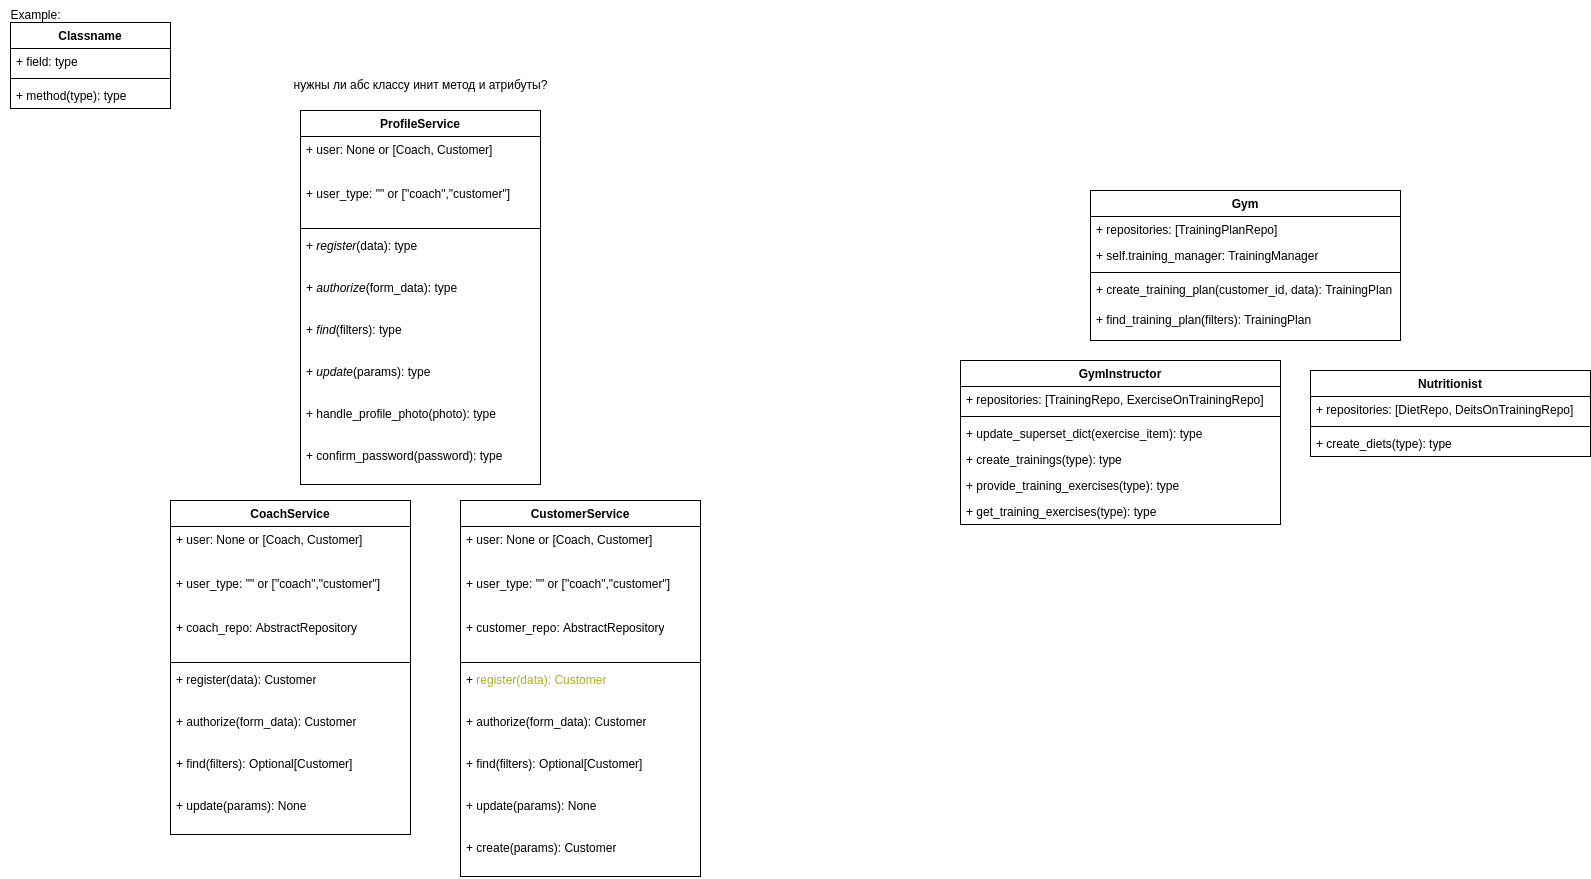 Example:
Classname
+ field: type
+ method(type): type
нужны ли абс классу инит метод и атрибуты?
ProfileService
+ user: None or [Coach, Customer]
+ user_type: "" or ["coach","customer"]
+ register(data): type
+ authorize(form_data): type
+ find(filters): type
+ update(params): type
+ handle_profile_photo(photo): type
+ confirm_password(password): type
CoachService
+ user: None or [Coach, Customer]
+ user_type: "" or ["coach","customer"]
+ coach_repo: AbstractRepository
+ register(data): Customer
+ authorize(form_data): Customer
+ find(filters): Optional[Customer]
+ update(params): None
CustomerService
+ user: None or [Coach, Customer]
+ user_type: "" or ["coach","customer"]
+ customer_repo: AbstractRepository
+ register(data): Customer
+ authorize(form_data): Customer
+ find(filters): Optional[Customer]
+ update(params): None
+ create(params): Customer
Gym
+ repositories: [TrainingPlanRepo]
+ self.training_manager: TrainingManager
+ create_training_plan(customer_id, data): TrainingPlan
+ find_training_plan(filters): TrainingPlan
GymInstructor
+ repositories: [TrainingRepo, ExerciseOnTrainingRepo]
+ update_superset_dict(exercise_item): type
+ create_trainings(type): type
+ provide_training_exercises(type): type
+ get_training_exercises(type): type
Nutritionist
+ repositories: [DietRepo, DeitsOnTrainingRepo]
+ create_diets(type): type